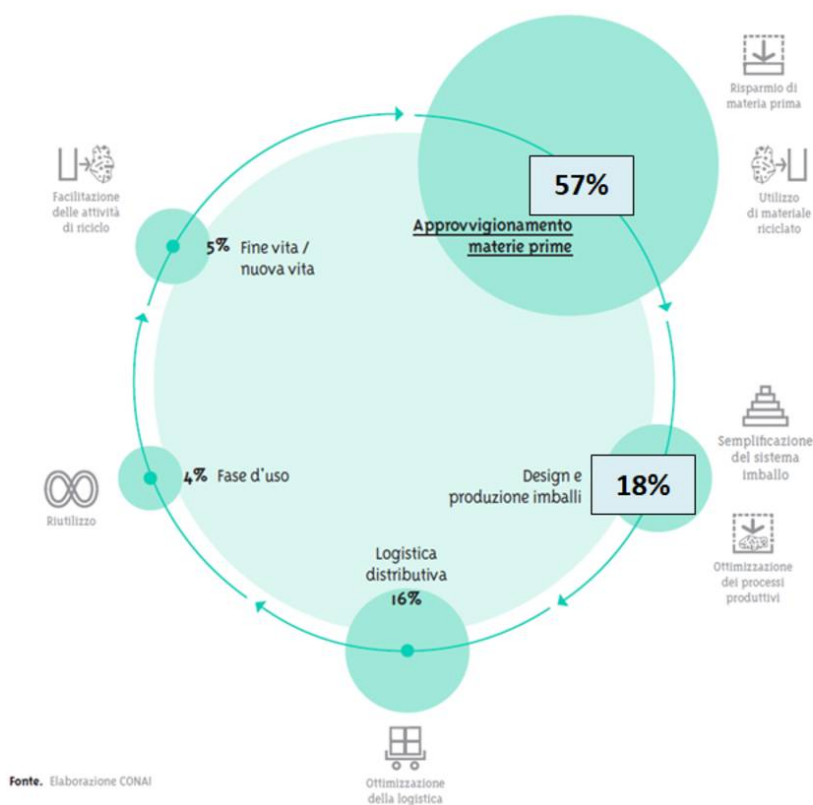 Risparmio di
materia prima
57%
Approvvigionamento
materie prime
Utilizzo
di materiale
riciclato
Facilitazione
delle attività
di riciclo
5% Fine vita /
nuova vita
4% Fase d'uso
Riutilizzo
Design e
produzione imballi
18%
Semplificazione
del sistema
imballo
Ottimizzazione
dei processi
produttivi
Logistica
distributiva
16%
Ottimizzazione
della logistica
Fonte. Elaborazione CONAI